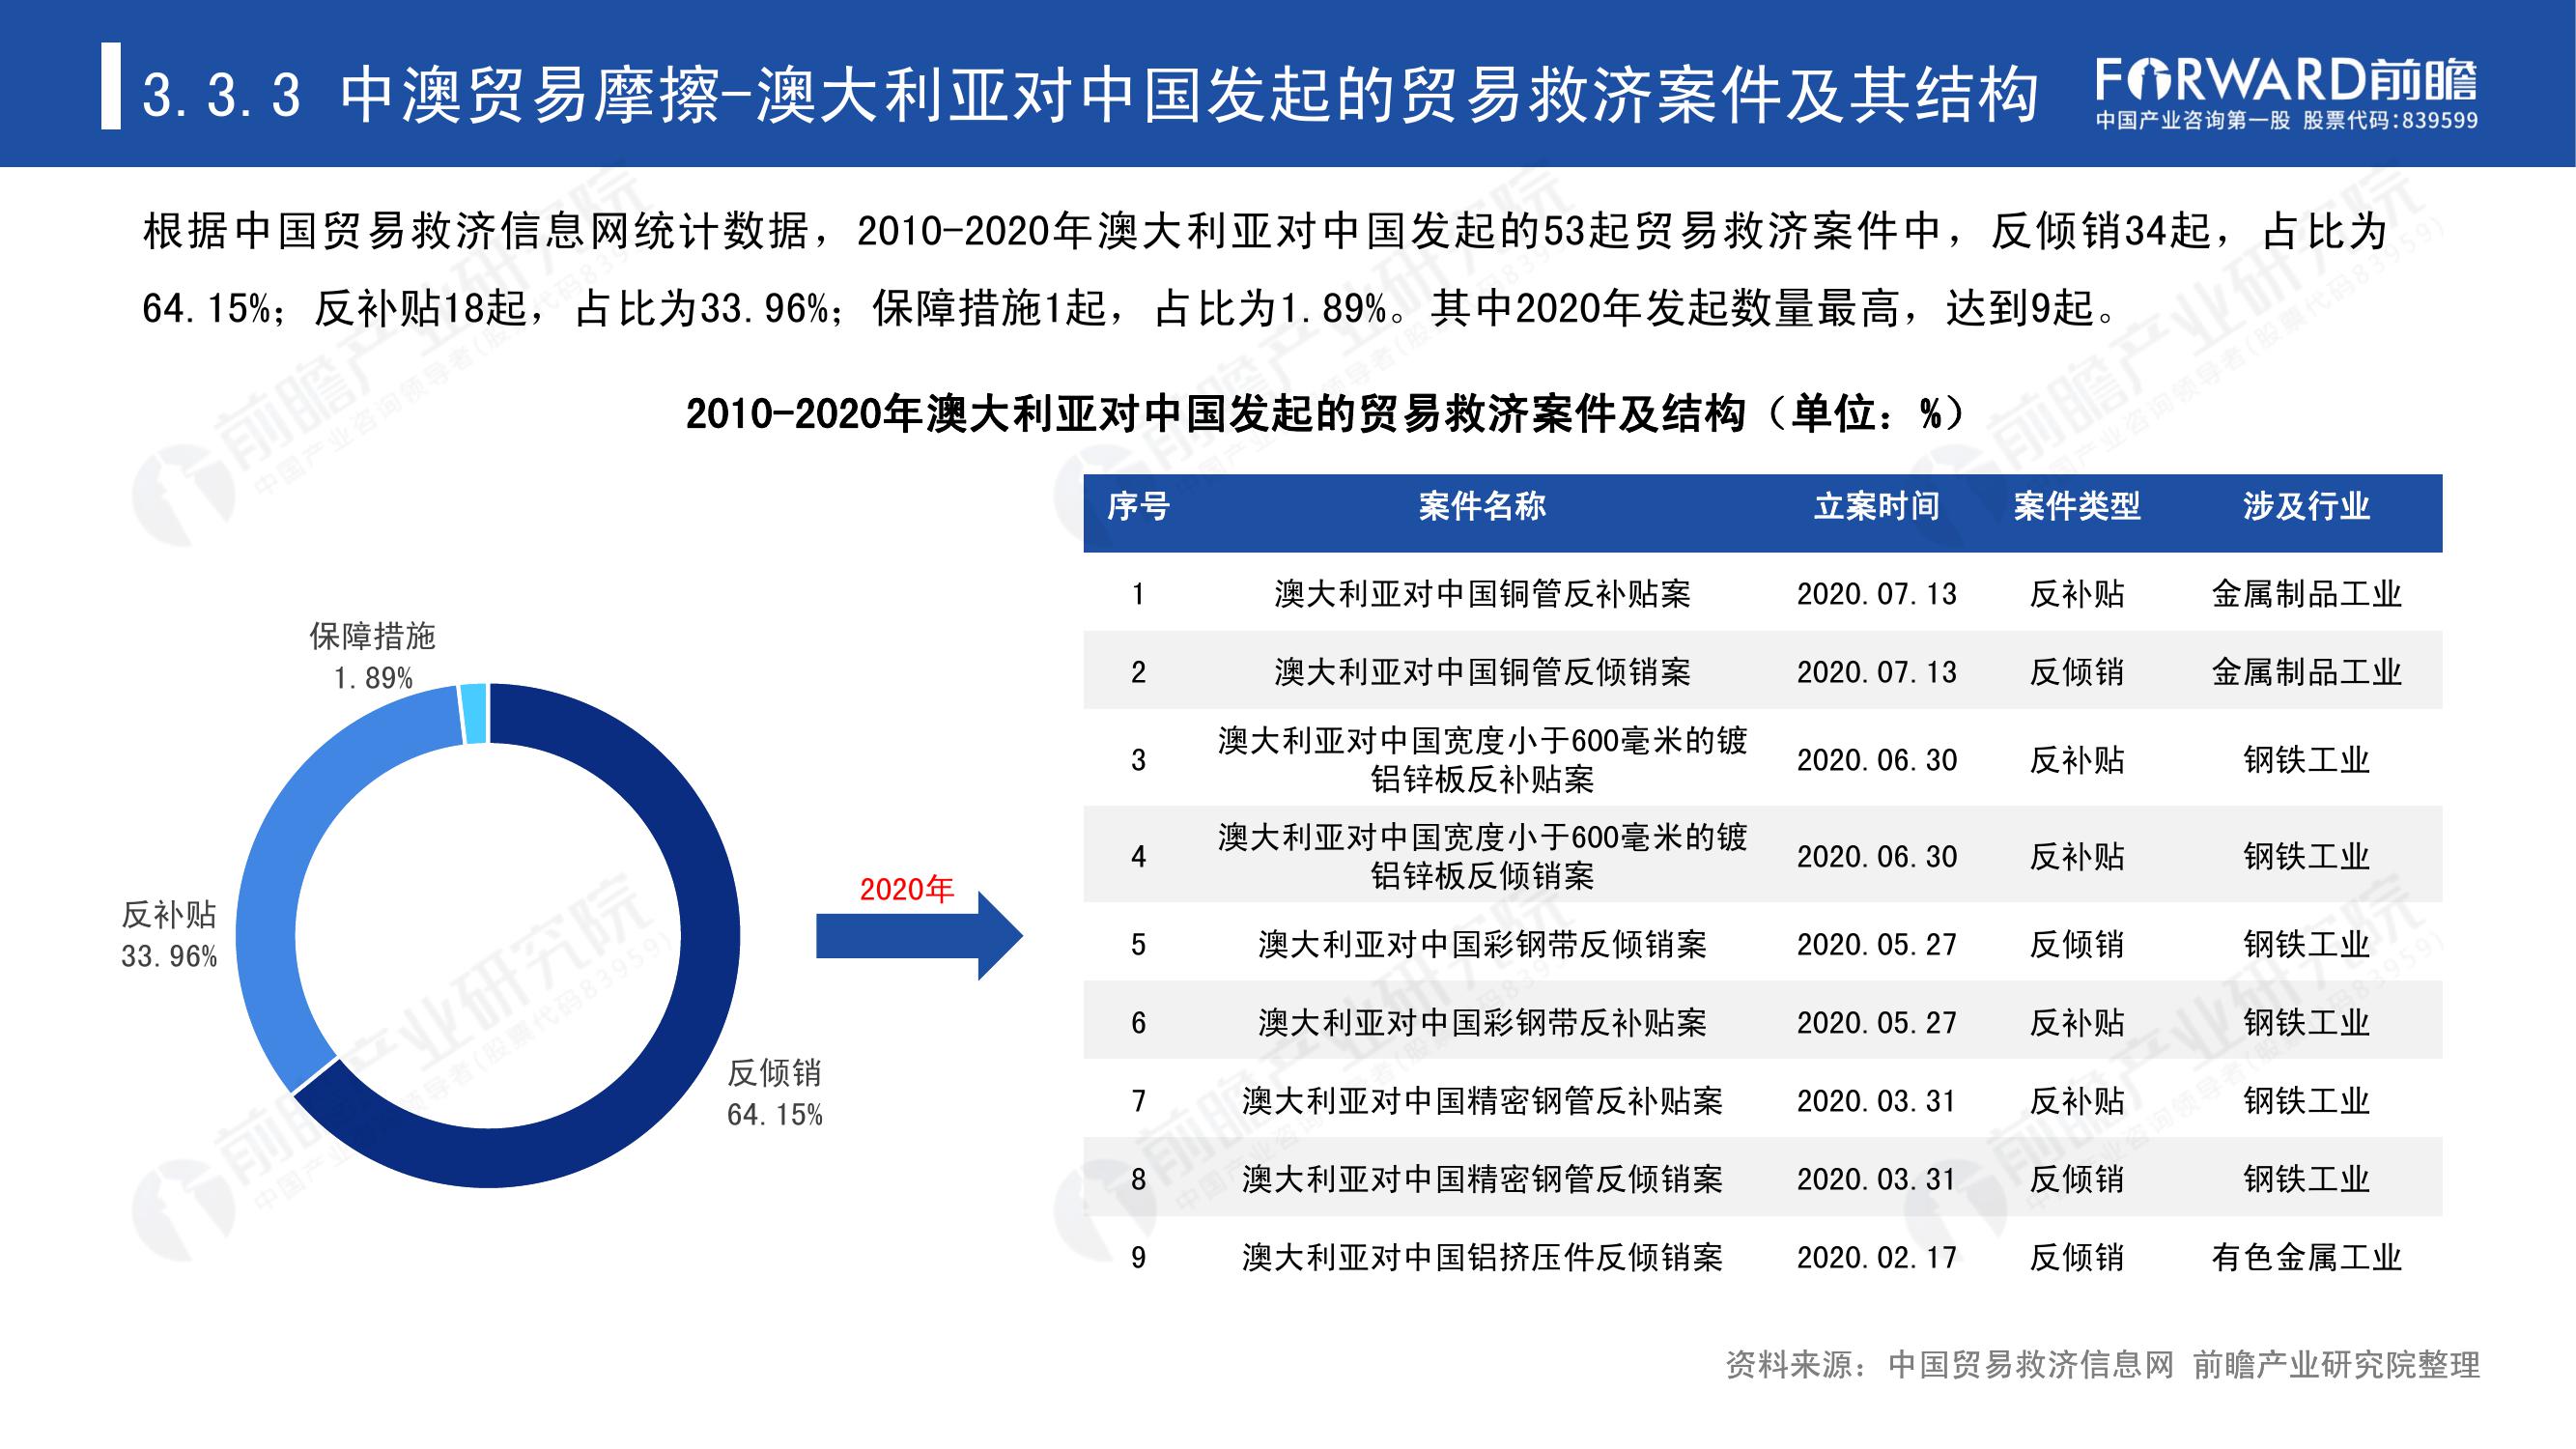 3.3.3 中澳贸易摩擦-澳大利亚对中国发起的贸易救济案件及其结构
FORWARD前瞻
中国产业咨询第一股 股票代码:839599
根据中国贸易救济信息网统计数据，2010-2020年澳大利亚对中国发起的53起贸易救济案件中，反倾销34起，占比为
64.15%；反补贴18起，占比为33.96%；保障措施1起，占比为1.89%。其中2020年发起数量最高，达到9起。
2010-2020年澳大利亚对中国发起的贸易救济案件及结构（单位：%）
保障措施
1.89%
反补贴
33.96%
反倾销
64.15%
2020年
序号 案件名称 立案时间 案件类型 涉及行业
1 澳大利亚对中国铜管反补贴案 2020.07.13 反补贴 金属制品工业
2 澳大利亚对中国铜管反倾销案 2020.07.13 反倾销 金属制品工业
3 澳大利亚对中国宽度小于600毫米的镀
铝锌板反补贴案 2020.06.30 反补贴 钢铁工业
4 澳大利亚对中国宽度小于600毫米的镀
铝锌板反倾销案 2020.06.30 反补贴 钢铁工业
5 澳大利亚对中国彩钢带反倾销案 2020.05.27 反倾销 钢铁工业
6 澳大利亚对中国彩钢带反补贴案 2020.05.27 反补贴 钢铁工业
7 澳大利亚对中国精密钢管反补贴案 2020.03.31 反补贴 钢铁工业
8 澳大利亚对中国精密钢管反倾销案 2020.03.31 反倾销 钢铁工业
9 澳大利亚对中国铝挤压件反倾销案 2020.02.17 反倾销 有色金属工业
资料来源：中国贸易救济信息网 前瞻产业研究院整理
前瞻产业研究院
中国产业咨询领导者(股票代码83959)